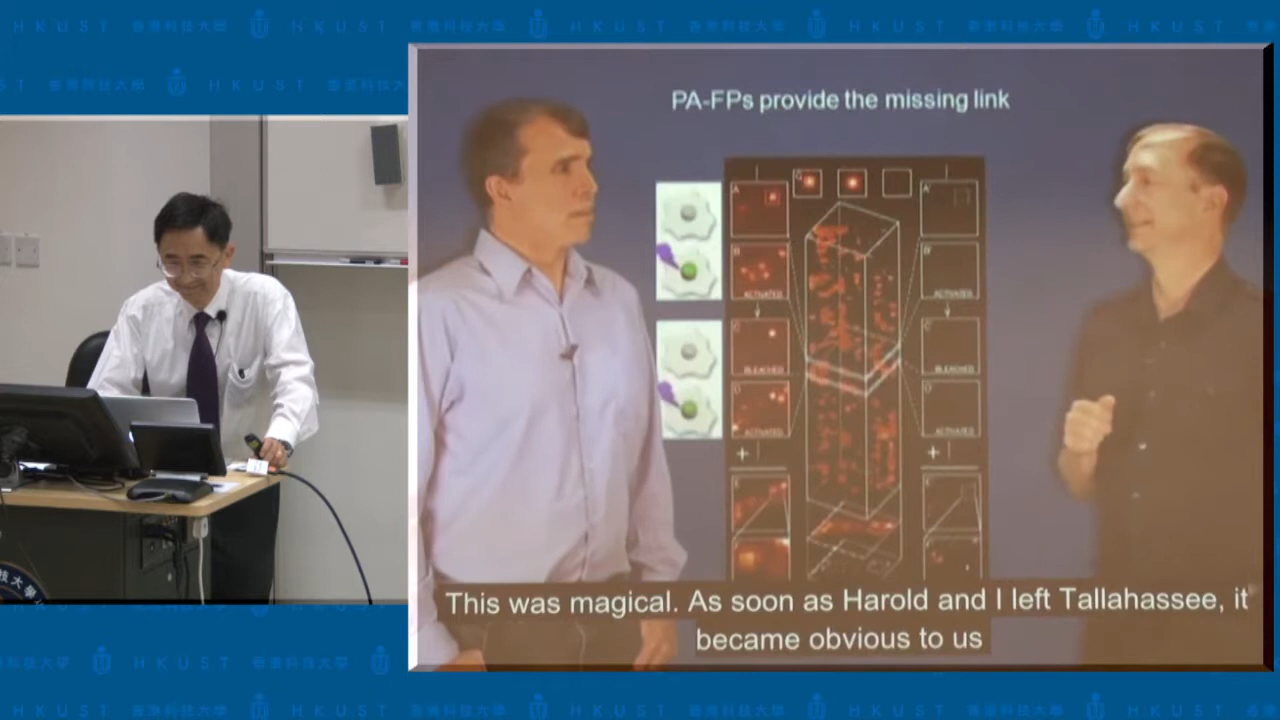 HKUST 香港科技大學
PA-FPs provide the missing link
ACTIVATED
ACTIVATED
BLEACHED
BLEACHED
ACTIVATED
ACTIVATED
This was magical. As soon as Harold and I left Tallahassee, it
became obvious to us